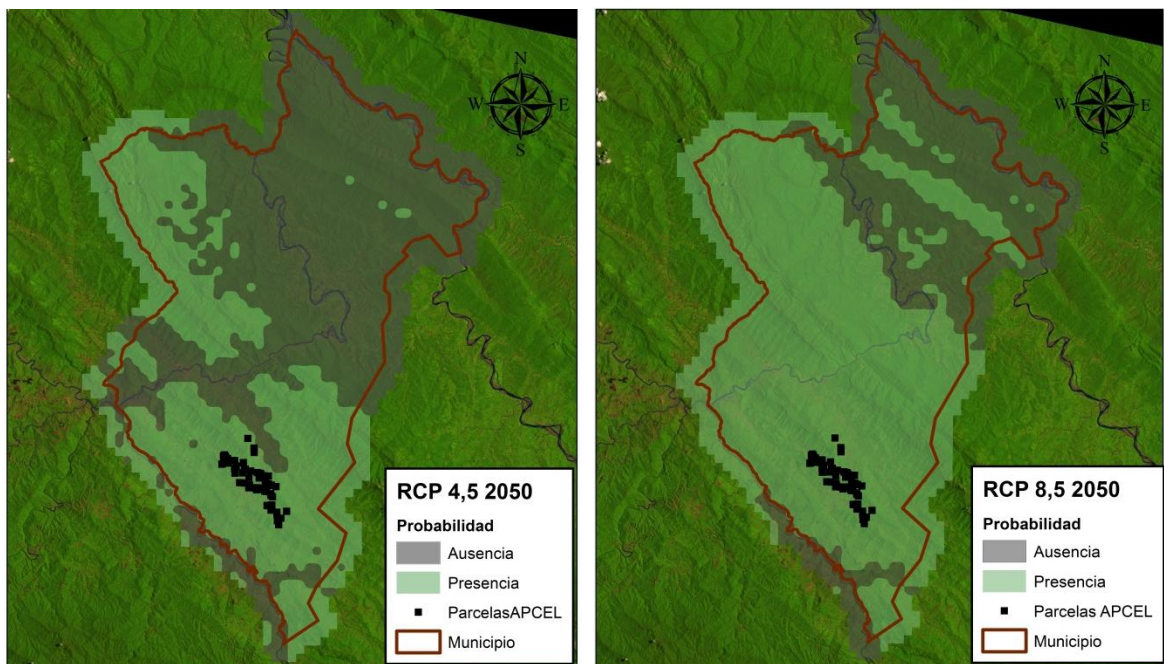 N
W E
S
RCP 4,5 2050
Probabilidad
Ausencia
Presencia
ParcelasAPCEL
Municipio
N
W E
S
RCP 8,5 2050
Probabilidad
Ausencia
Presencia
Parcelas APCEL
Municipio